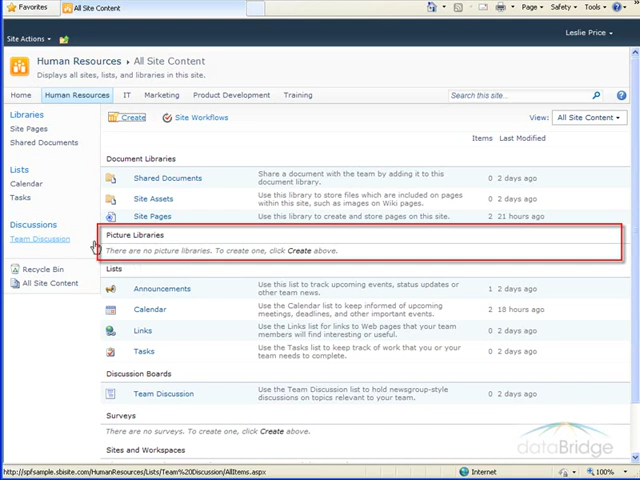 Favorites
All Site Content
Page
Safety
Tools
Site Actions
Leslie Price
Human Resources ▸ All Site Content
Displays all sites, lists, and libraries in this site.
Home Human Resources IT Marketing Product Development Training
Search this site...
Libraries
Site Pages
Shared Documents
Lists
Calendar
Tasks
Discussions
Team Discussion
Recycle Bin
All Site Content
Create Site Workflows
View: All Site Content
Items Last Modified
Document Libraries
Shared Documents Share a document with the team by adding it to this 0 2 days ago
document library.
Site Assets Use this library to store files which are included on pages 0 2 days ago
within this site, such as images on Wiki pages.
Site Pages Use this library to create and store pages on this site. 2 21 hours ago
Picture Libraries
There are no picture libraries. To create one, click Create above.
Lists
Announcements Use this list to track upcoming events, status updates or 1 2 days ago
other team news.
Calendar Use the Calendar list to keep informed of upcoming 2 18 hours ago
meetings, deadlines, and other important events.
Links Use the Links list for links to Web pages that your team 0 2 days ago
members will find interesting or useful.
Tasks Use the Tasks list to keep track of work that you or your 0 2 days ago
team needs to complete.
Discussion Boards
Team Discussion Use the Team Discussion list to hold newsgroup-style 0 2 days ago
discussions on topics relevant to your team.
Surveys
There are no surveys. To create one, click Create above.
Sites and Workspaces
dataBridge
http://spfsample.sbisite.com/HumanResources/Lists/Team%20Discussion/AllItems.aspx
Internet
100%